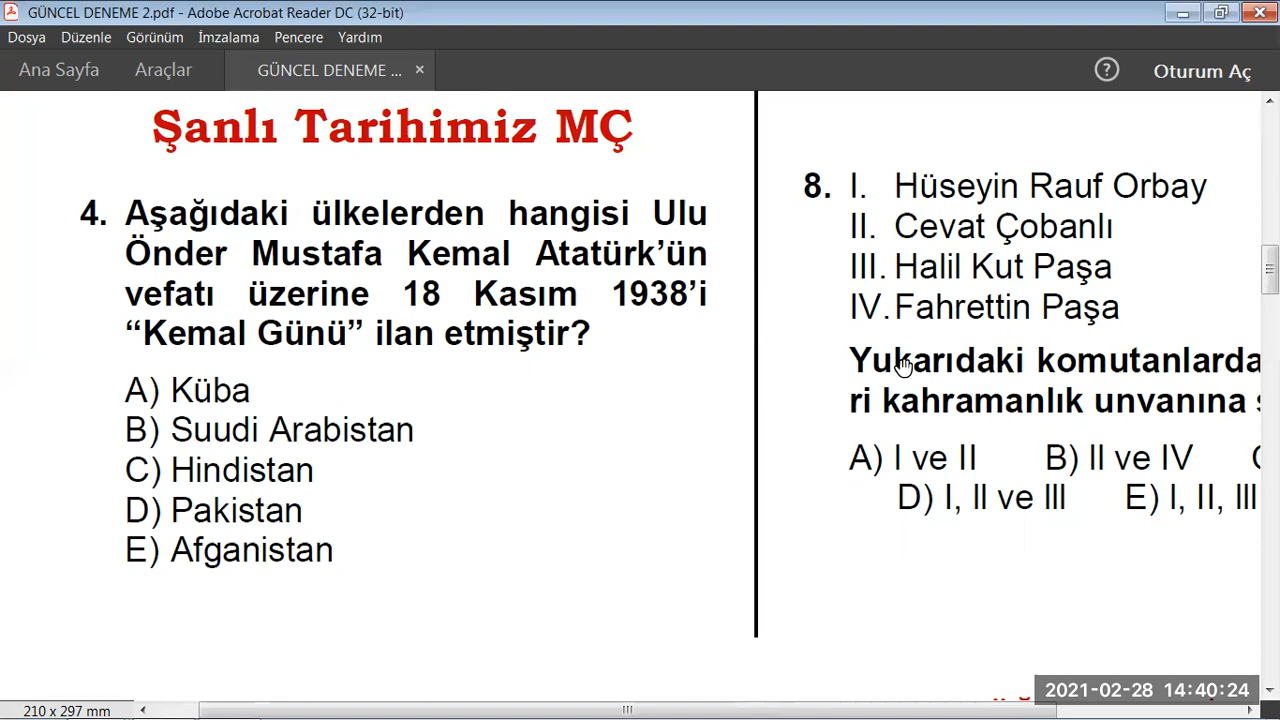 GÜNCEL DENEME 2.pdf - Adobe Acrobat Reader DC (32-bit)
Dosya Düzenle Görünüm İmzalama Pencere Yardım
Ana Sayfa Araçlar GÜNCEL DENEME ... × ? Oturum Aç
Şanlı Tarihimiz MÇ
4. Aşağıdaki ülkelerden hangisi Ulu
Önder Mustafa Kemal Atatürk’ün
vefatı üzerine 18 Kasım 1938’i
“Kemal Günü” ilan etmiştir?
A) Küba
B) Suudi Arabistan
C) Hindistan
D) Pakistan
E) Afganistan
8. I. Hüseyin Rauf Orbay
II. Cevat Çobanlı
III. Halil Kut Paşa
IV. Fahrettin Paşa
Yukarıdaki komutanlarda
ri kahramanlık unvanına
A) I ve II B) II ve IV
D) I, II ve III E) I, II, III
2021-02-28 14:40:24
210 x 297 mm